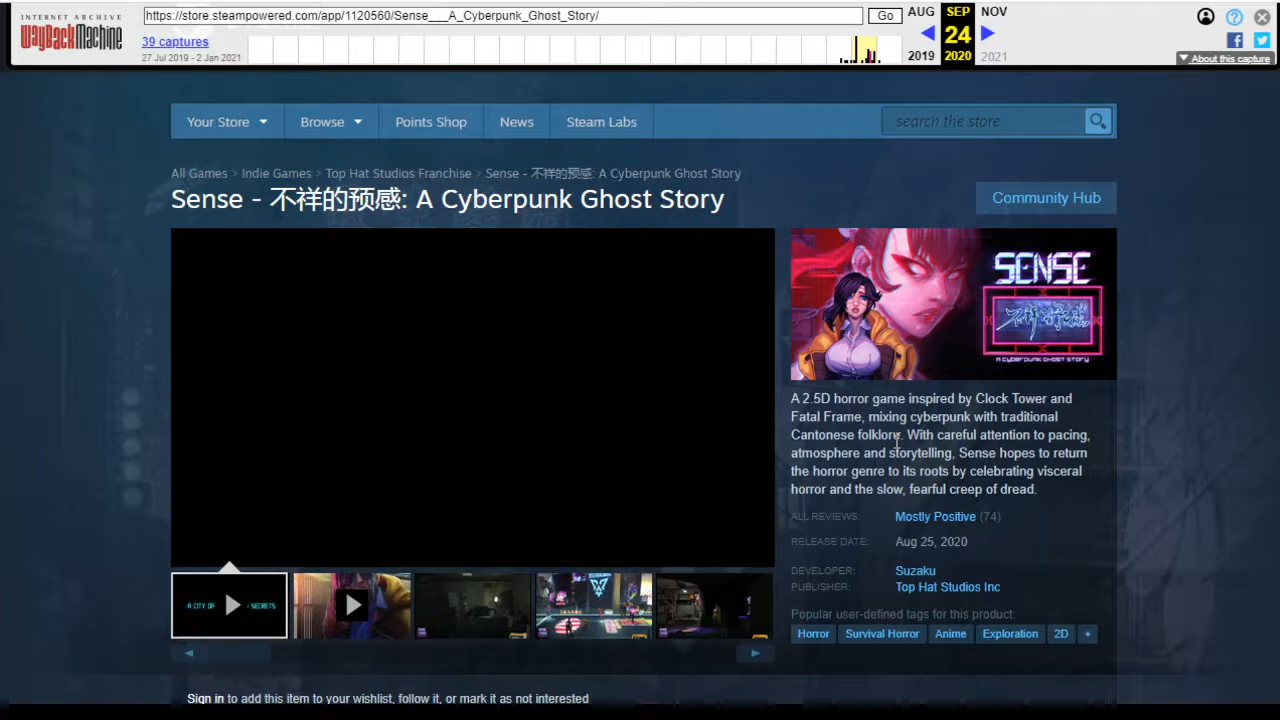 INTERNET ARCHIVE
WayBackMachine
https://store.steampowered.com/app/1120560/Sense___A_Cyberpunk_Ghost_Story/
Go
AUG SEP NOV
39 captures
24
27 Jul 2019 - 2 Jan 2021
2019 2020 2021
About this capture
Your Store
Browse
Points Shop
News
Steam Labs
search the store
All Games > Indie Games > Top Hat Studios Franchise > Sense - 不祥的预感: A Cyberpunk Ghost Story
Sense - 不祥的预感: A Cyberpunk Ghost Story
Community Hub
SENSE
A CYBERPUNK GHOST STORY
A 2.5D horror game inspired by Clock Tower and
Fatal Frame, mixing cyberpunk with traditional
Cantonese folklore. With careful attention to pacing,
atmosphere and storytelling, Sense hopes to return
the horror genre to its roots by celebrating visceral
horror and the slow, fearful creep of dread.
ALL REVIEWS: Mostly Positive (74)
RELEASE DATE: Aug 25, 2020
DEVELOPER: Suzaku
PUBLISHER: Top Hat Studios Inc
Popular user-defined tags for this product:
Horror Survival Horror Anime Exploration 2D +
A CITY OF SECRETS
Sign in to add this item to your wishlist, follow it, or mark it as not interested